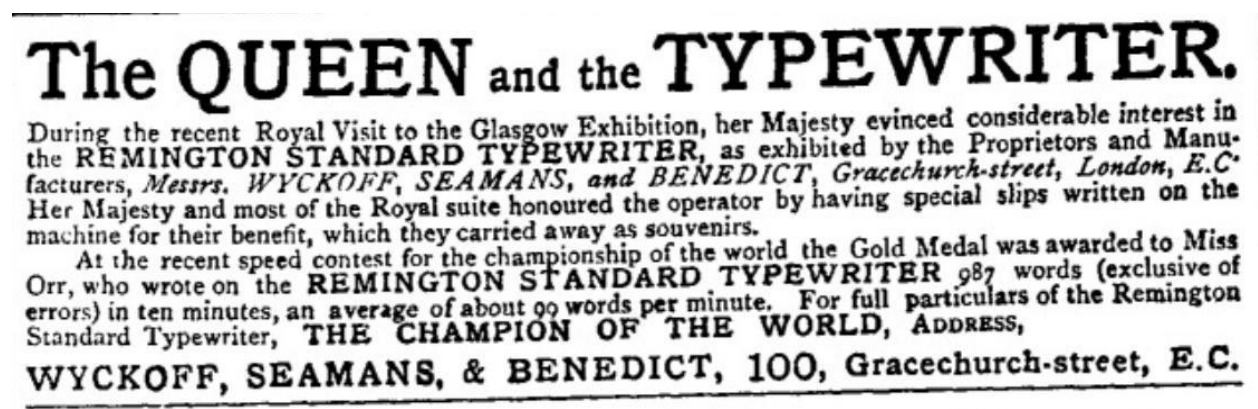 The QUEEN and the TYPEWRITER.
During the recent Royal Visit to the Glasgow Exhibition, her Majesty evinced considerable interest in
the REMINGTON STANDARD TYPEWRITER, as exhibited by the Proprietors and Manu-
facturers, Messrs. WYCKOFF, SEAMANS, and BENEDICT, Gracechurch-street, London, E.C.
Her Majesty and most of the Royal suite honoured the operator by having special slips written on the
machine for their benefit, which they carried away as souvenirs.
At the recent speed contest for the championship of the world the Gold Medal was awarded to Miss
Orr, who wrote on the REMINGTON STANDARD TYPEWRITER 987 words (exclusive of
errors) in ten minutes, an average of about 99 words per minute. For full particulars of the Remington
Standard Typewriter, THE CHAMPION OF THE WORLD, ADDRESS,
WYCKOFF, SEAMANS, & BENEDICT, 100, Gracechurch-street, E.C.